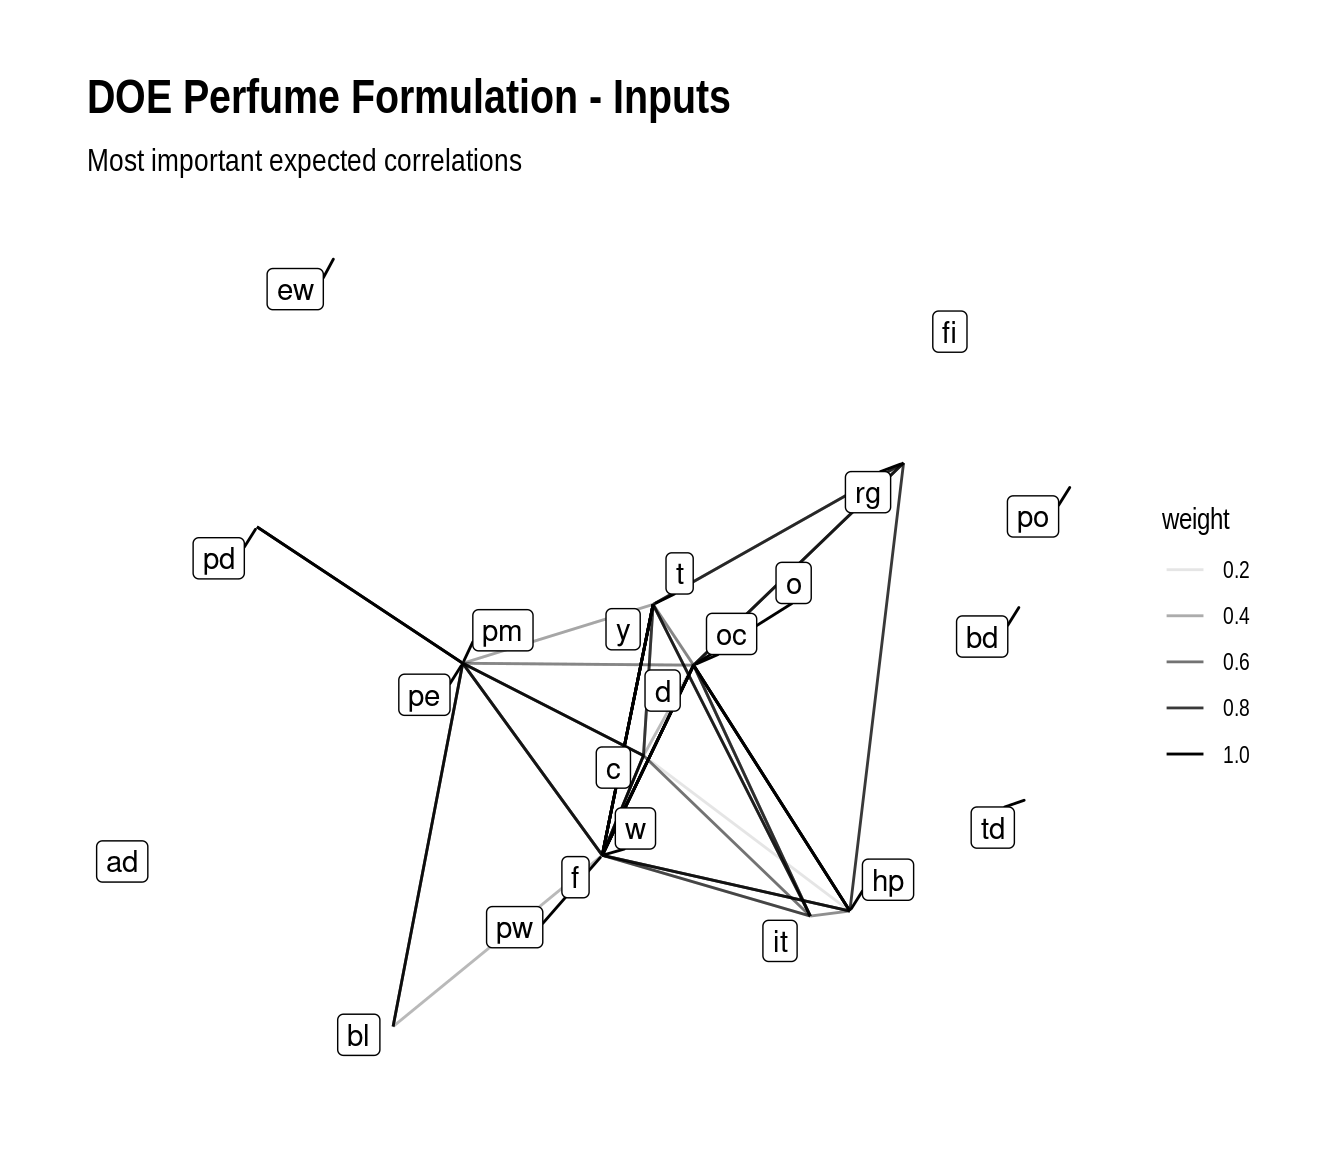 DOE Perfume Formulation - Inputs
Most important expected correlations
ew
fi
rg
po
weight
pd
0.2
t
o
0.4
pm
y
oc
bd
0.6
pe
d
0.8
c
1.0
w
td
ad
f
hp
pw
it
bl